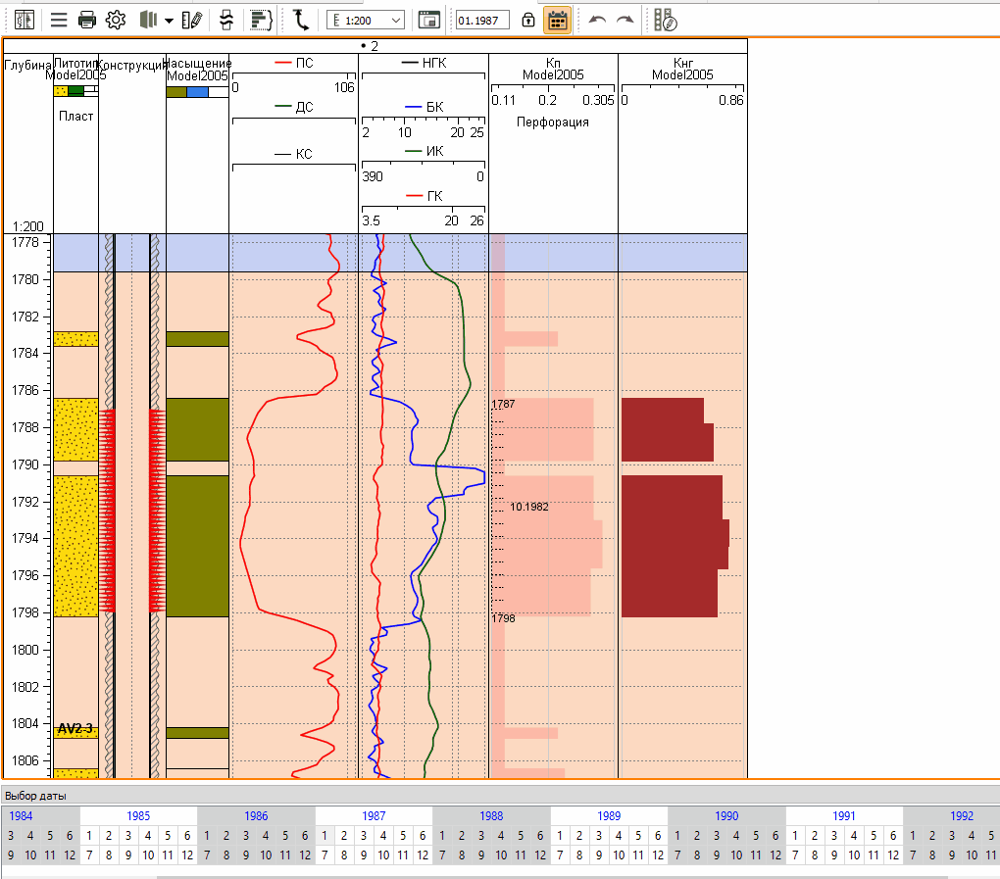 1:200
01.1987
2
Глубина
Литотип
Model2005
Конструкция
Насыщение
Model2005
ПС
0 106
НГК
Кп
Model2005
0.11 0.2 0.305
Кнг
Model2005
0 0.86
Пласт
ДС
БК
2 10 20 25
Перфорация
КС
ИК
390 0
ГК
3.5 20 26
1:200
1778
1780
1782
1784
1786
1787
1788
1790
1792
10.1982
1794
1796
1798
1798
1800
1802
1804
AV2-3
1806
Выбор даты
1984 1985 1986 1987 1988 1989 1990 1991 1992
3 4 5 6 1 2 3 4 5 6 1 2 3 4 5 6 1 2 3 4 5 6 1 2 3 4 5 6 1 2 3 4 5 6 1 2 3 4 5 6 1 2 3 4 5 6 1 2 3 4 5
9 10 11 12 7 8 9 10 11 12 7 8 9 10 11 12 7 8 9 10 11 12 7 8 9 10 11 12 7 8 9 10 11 12 7 8 9 10 11 12 7 8 9 10 11 12 7 8 9 10 11